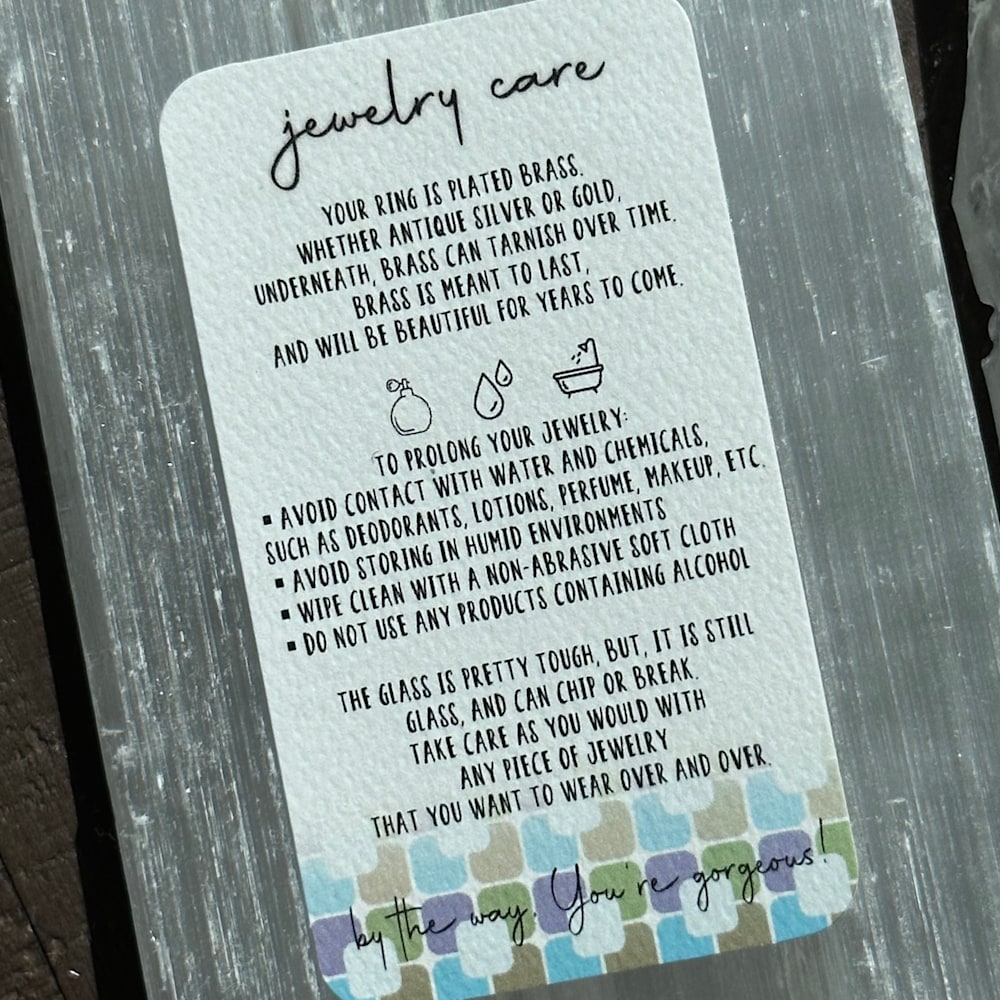 jewelry care
YOUR RING IS PLATED BRASS.
WHETHER ANTIQUE SILVER OR GOLD,
UNDERNEATH, BRASS CAN TARNISH OVER TIME.
BRASS IS MEANT TO LAST,
AND WILL BE BEAUTIFUL FOR YEARS TO COME.
TO PROLONG YOUR JEWELRY:
▪ AVOID CONTACT WITH WATER AND CHEMICALS,
SUCH AS DEODORANTS, LOTIONS, PERFUME, MAKEUP, ETC.
▪ AVOID STORING IN HUMID ENVIRONMENTS
▪ WIPE CLEAN WITH A NON-ABRASIVE SOFT CLOTH
▪ DO NOT USE ANY PRODUCTS CONTAINING ALCOHOL
THE GLASS IS PRETTY TOUGH, BUT, IT IS STILL
GLASS, AND CAN CHIP OR BREAK.
TAKE CARE AS YOU WOULD WITH
ANY PIECE OF JEWELRY
THAT YOU WANT TO WEAR OVER AND OVER.
by the way. You're gorgeous!